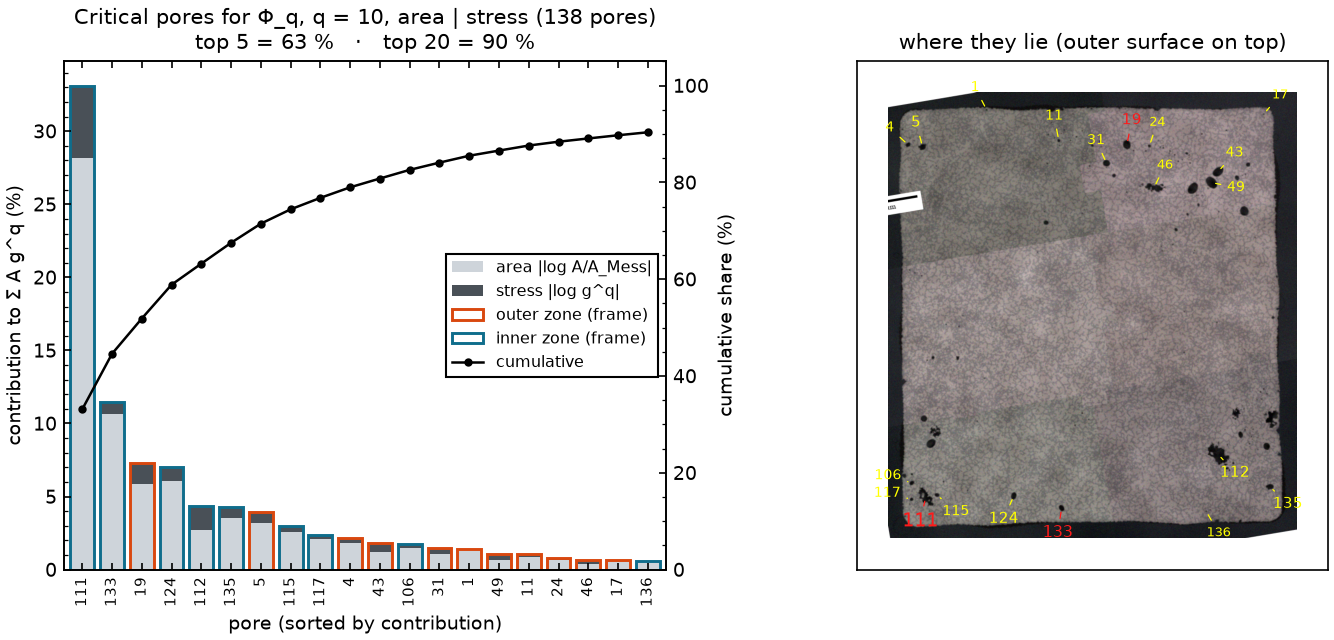 Critical pores for Φ_q, q = 10, area | stress (138 pores)
top 5 = 63 % · top 20 = 90 %
contribution to Σ A g^q (%)
30
25
20
15
10
5
0
100
80
60
40
20
0
cumulative share (%)
area |log A/A_Mess|
stress |log g^q|
outer zone (frame)
inner zone (frame)
cumulative
111 133 19 124 112 135 5 115 117 4 43 106 31 1 49 11 24 46 17 136
pore (sorted by contribution)
where they lie (outer surface on top)
1
17
4
5
11
19
24
31
46
43
49
106
117
111
115
124
133
112
135
136